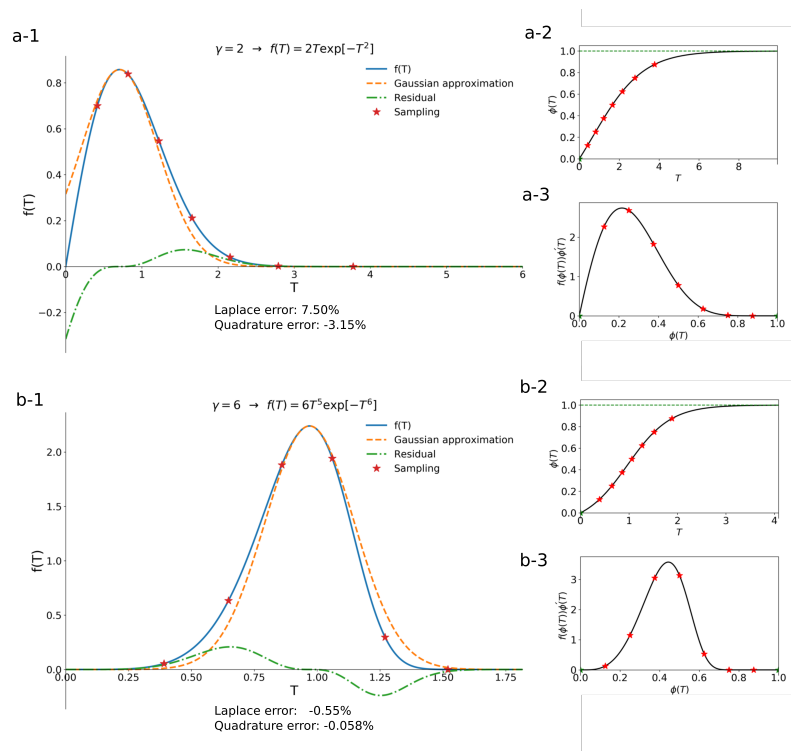 a-1
γ = 2 → f(T) = 2Texp[−T²]
f(T)
Gaussian approximation
Residual
Sampling
f(T)
0.8
0.6
0.4
0.2
0.0
−0.2
0 1 2 3 4 5 6
T
Laplace error: 7.50%
Quadrature error: -3.15%
a-2
ϕ(T)
1.0
0.8
0.6
0.4
0.2
0.0
0 2 4 6 8
T
a-3
f(ϕ(T))ϕ̇(T)
2
1
0
0.0 0.2 0.4 0.6 0.8 1.0
ϕ(T)
b-1
γ = 6 → f(T) = 6T⁵exp[−T⁶]
f(T)
Gaussian approximation
Residual
Sampling
f(T)
2.0
1.5
1.0
0.5
0.0
0.00 0.25 0.50 0.75 1.00 1.25 1.50 1.75
T
Laplace error: -0.55%
Quadrature error: -0.058%
b-2
ϕ(T)
1.0
0.8
0.6
0.4
0.2
0.0
0 1 2 3 4
T
b-3
f(ϕ(T))ϕ̇(T)
3
2
1
0
0.0 0.2 0.4 0.6 0.8 1.0
ϕ(T)